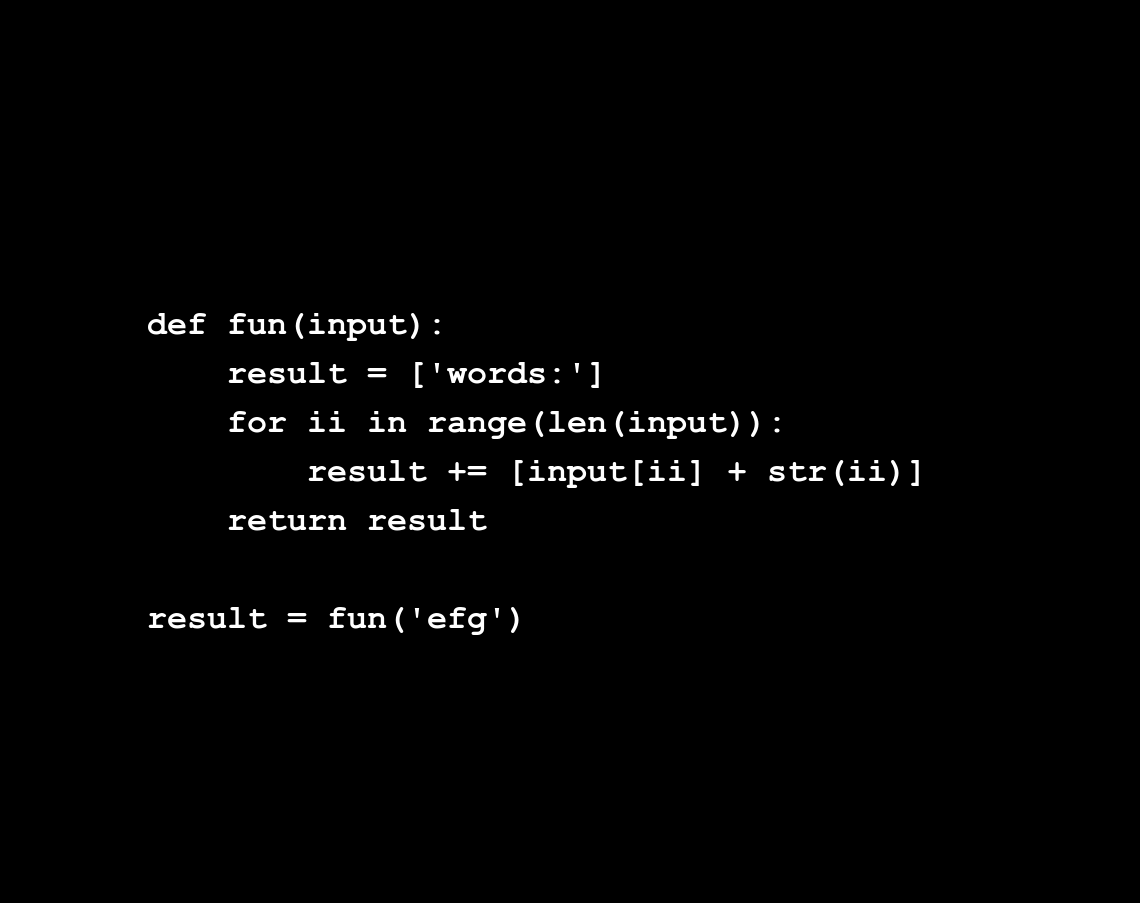 def fun(input):
    result = ['words:']
    for ii in range(len(input)):
        result += [input[ii] + str(ii)]
    return result

result = fun('efg')